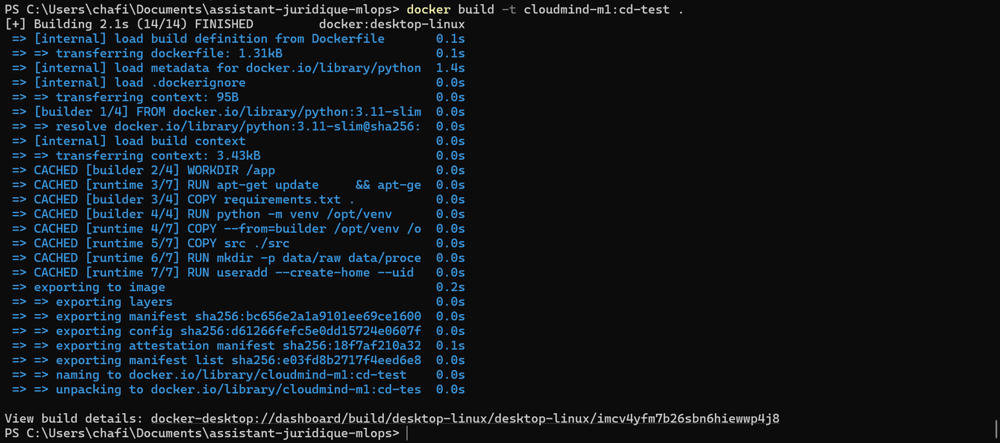 PS C:\Users\chafi\Documents\assistant-juridique-mlops> docker build -t cloudmind-m1:cd-test .
[+] Building 2.1s (14/14) FINISHED         docker:desktop-linux
 => [internal] load build definition from Dockerfile       0.1s
 => => transferring dockerfile: 1.31kB                     0.1s
 => [internal] load metadata for docker.io/library/python  1.4s
 => [internal] load .dockerignore                          0.0s
 => => transferring context: 95B                           0.0s
 => [builder 1/4] FROM docker.io/library/python:3.11-slim  0.0s
 => => resolve docker.io/library/python:3.11-slim@sha256:  0.0s
 => [internal] load build context                          0.0s
 => => transferring context: 3.43kB                        0.0s
 => CACHED [builder 2/4] WORKDIR /app                      0.0s
 => CACHED [runtime 3/7] RUN apt-get update     && apt-ge  0.0s
 => CACHED [builder 3/4] COPY requirements.txt .           0.0s
 => CACHED [builder 4/4] RUN python -m venv /opt/venv      0.0s
 => CACHED [runtime 4/7] COPY --from=builder /opt/venv /o  0.0s
 => CACHED [runtime 5/7] COPY src ./src                    0.0s
 => CACHED [runtime 6/7] RUN mkdir -p data/raw data/proce  0.0s
 => CACHED [runtime 7/7] RUN useradd --create-home --uid   0.0s
 => exporting to image                                     0.2s
 => => exporting layers                                    0.0s
 => => exporting manifest sha256:bc656e2a1a9101ee69ce1600  0.0s
 => => exporting config sha256:d61266fefc5e0dd15724e0607f  0.0s
 => => exporting attestation manifest sha256:18f7af210a32  0.1s
 => => exporting manifest list sha256:e03fd8b2717f4eed6e8  0.0s
 => => naming to docker.io/library/cloudmind-m1:cd-test    0.0s
 => => unpacking to docker.io/library/cloudmind-m1:cd-tes  0.0s

View build details: docker-desktop://dashboard/build/desktop-linux/desktop-linux/imcv4yfm7b26sbn6hiewwp4j8
PS C:\Users\chafi\Documents\assistant-juridique-mlops>